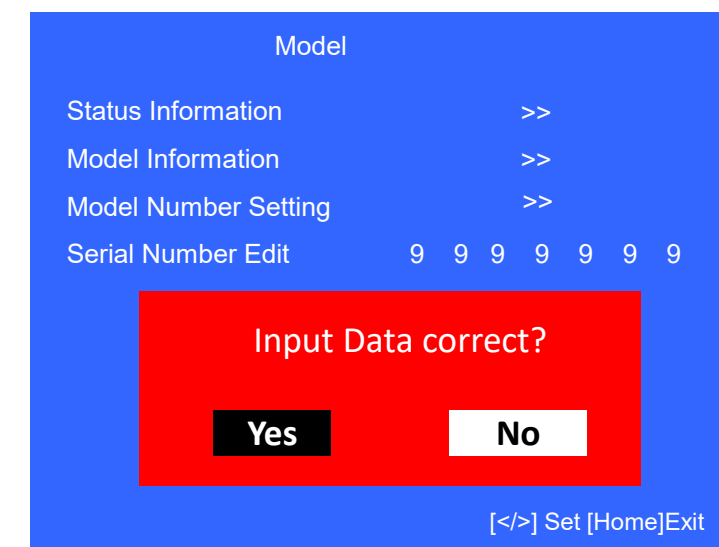 Model
Status Information >>
Model Information >>
Model Number Setting >>
Serial Number Edit 9 9 9 9 9 9 9
Input Data correct?
Yes No
[</>] Set [Home]Exit